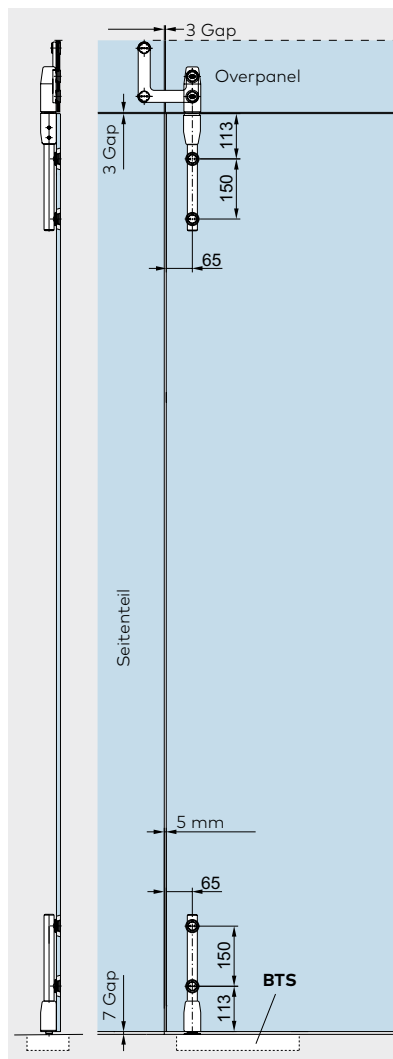 3 Gap
Overpanel
3 Gap
113
150
65
Seitenteil
5 mm
65
150
113
7 Gap
BTS